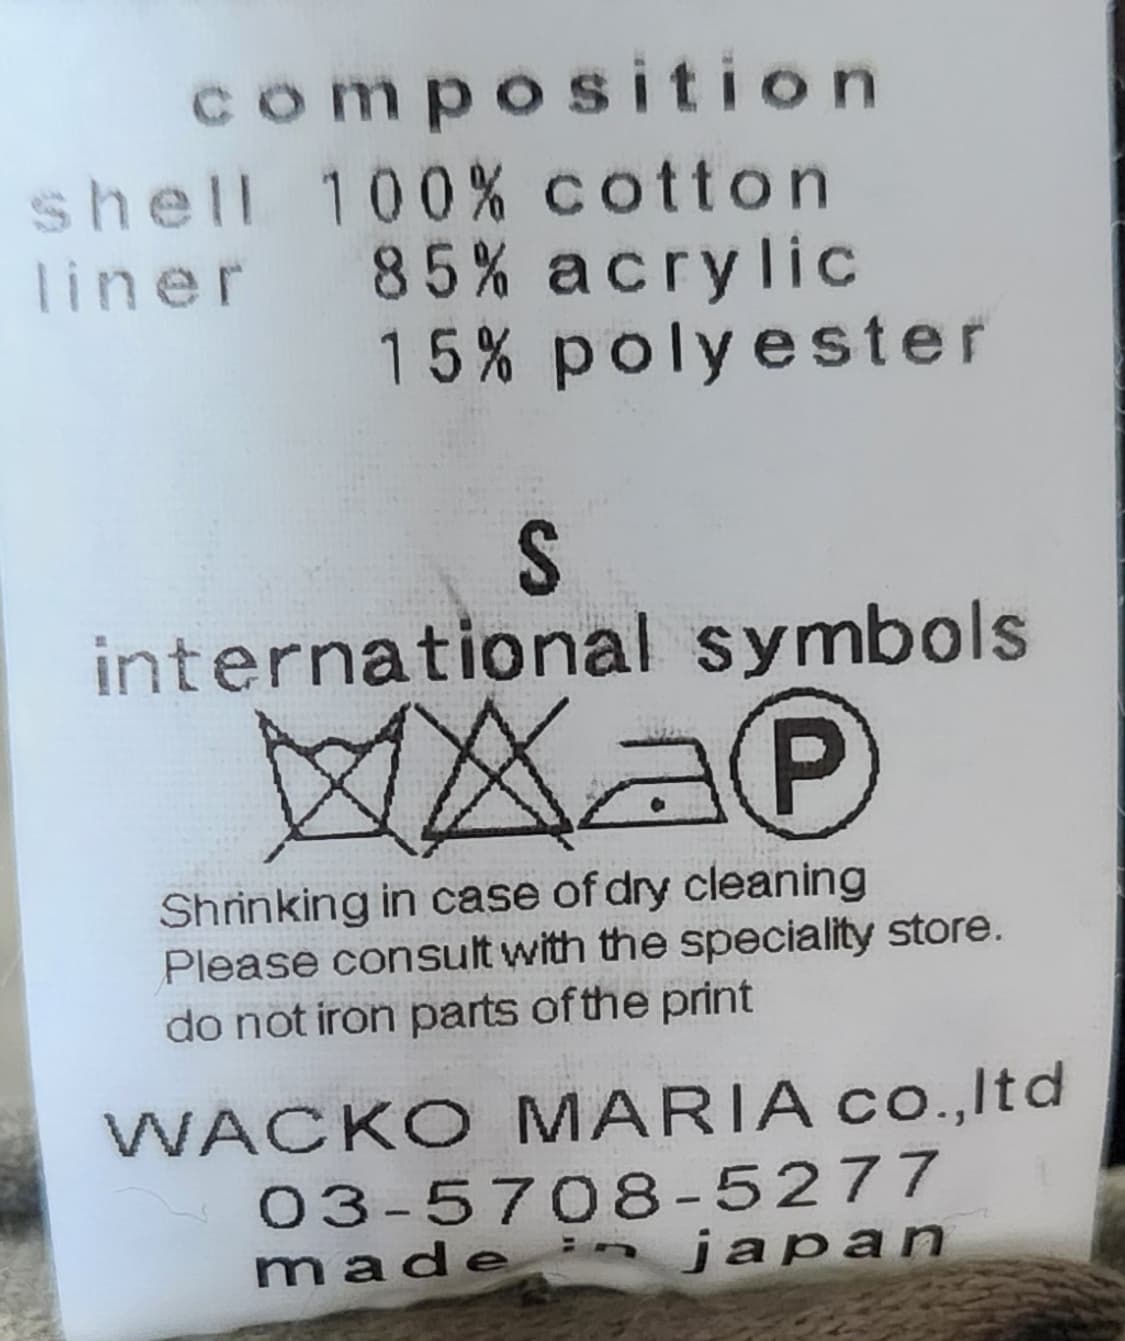 composition
shell 100% cotton
liner 85% acrylic
15% polyester
S
international symbols
P
Shrinking in case of dry cleaning
Please consult with the speciality store.
do not iron parts of the print
WACKO MARIA co.,ltd
03-5708-5277
made in japan